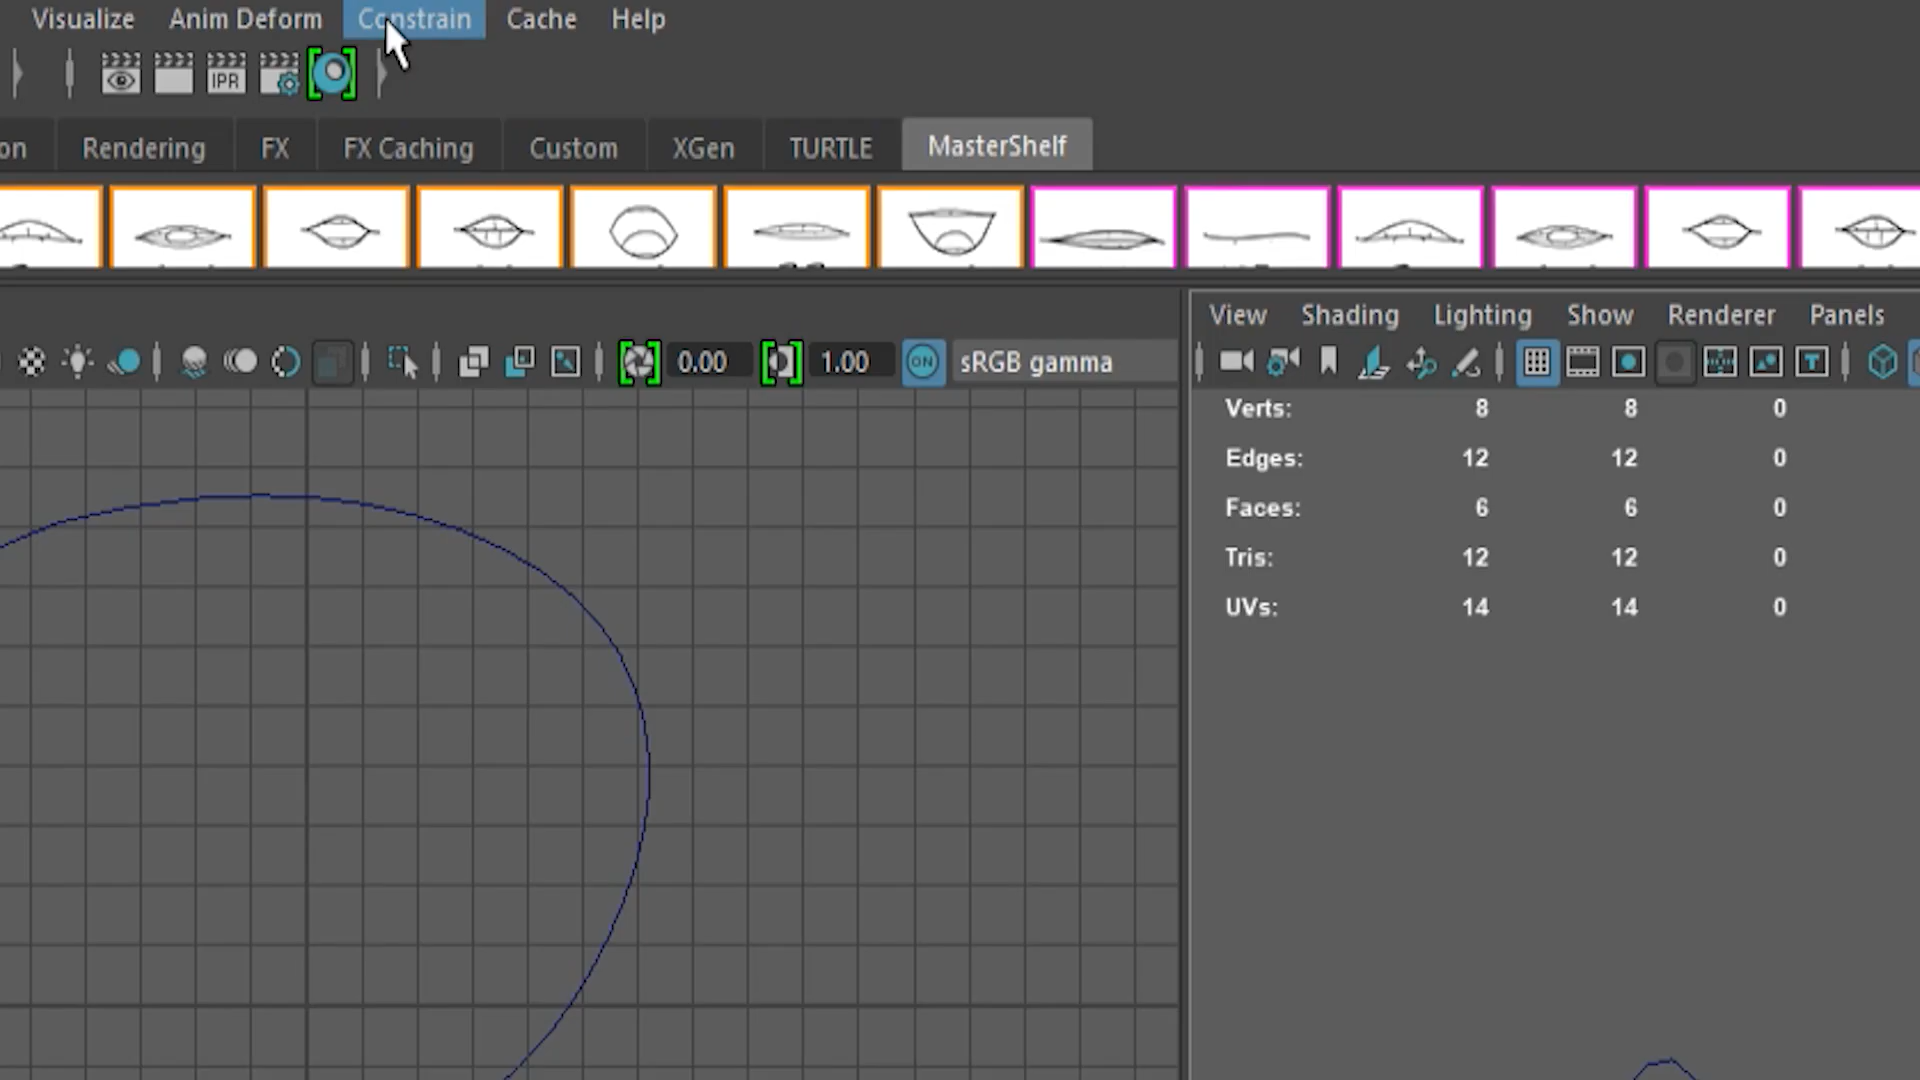 Visualize Anim Deform Constrain Cache Help
IPR
on Rendering FX FX Caching Custom XGen TURTLE MasterShelf
View Shading Lighting Show Renderer Panels
0.00 1.00 ON sRGB gamma T
Verts: 8 8 0
Edges: 12 12 0
Faces: 6 6 0
Tris: 12 12 0
UVs: 14 14 0